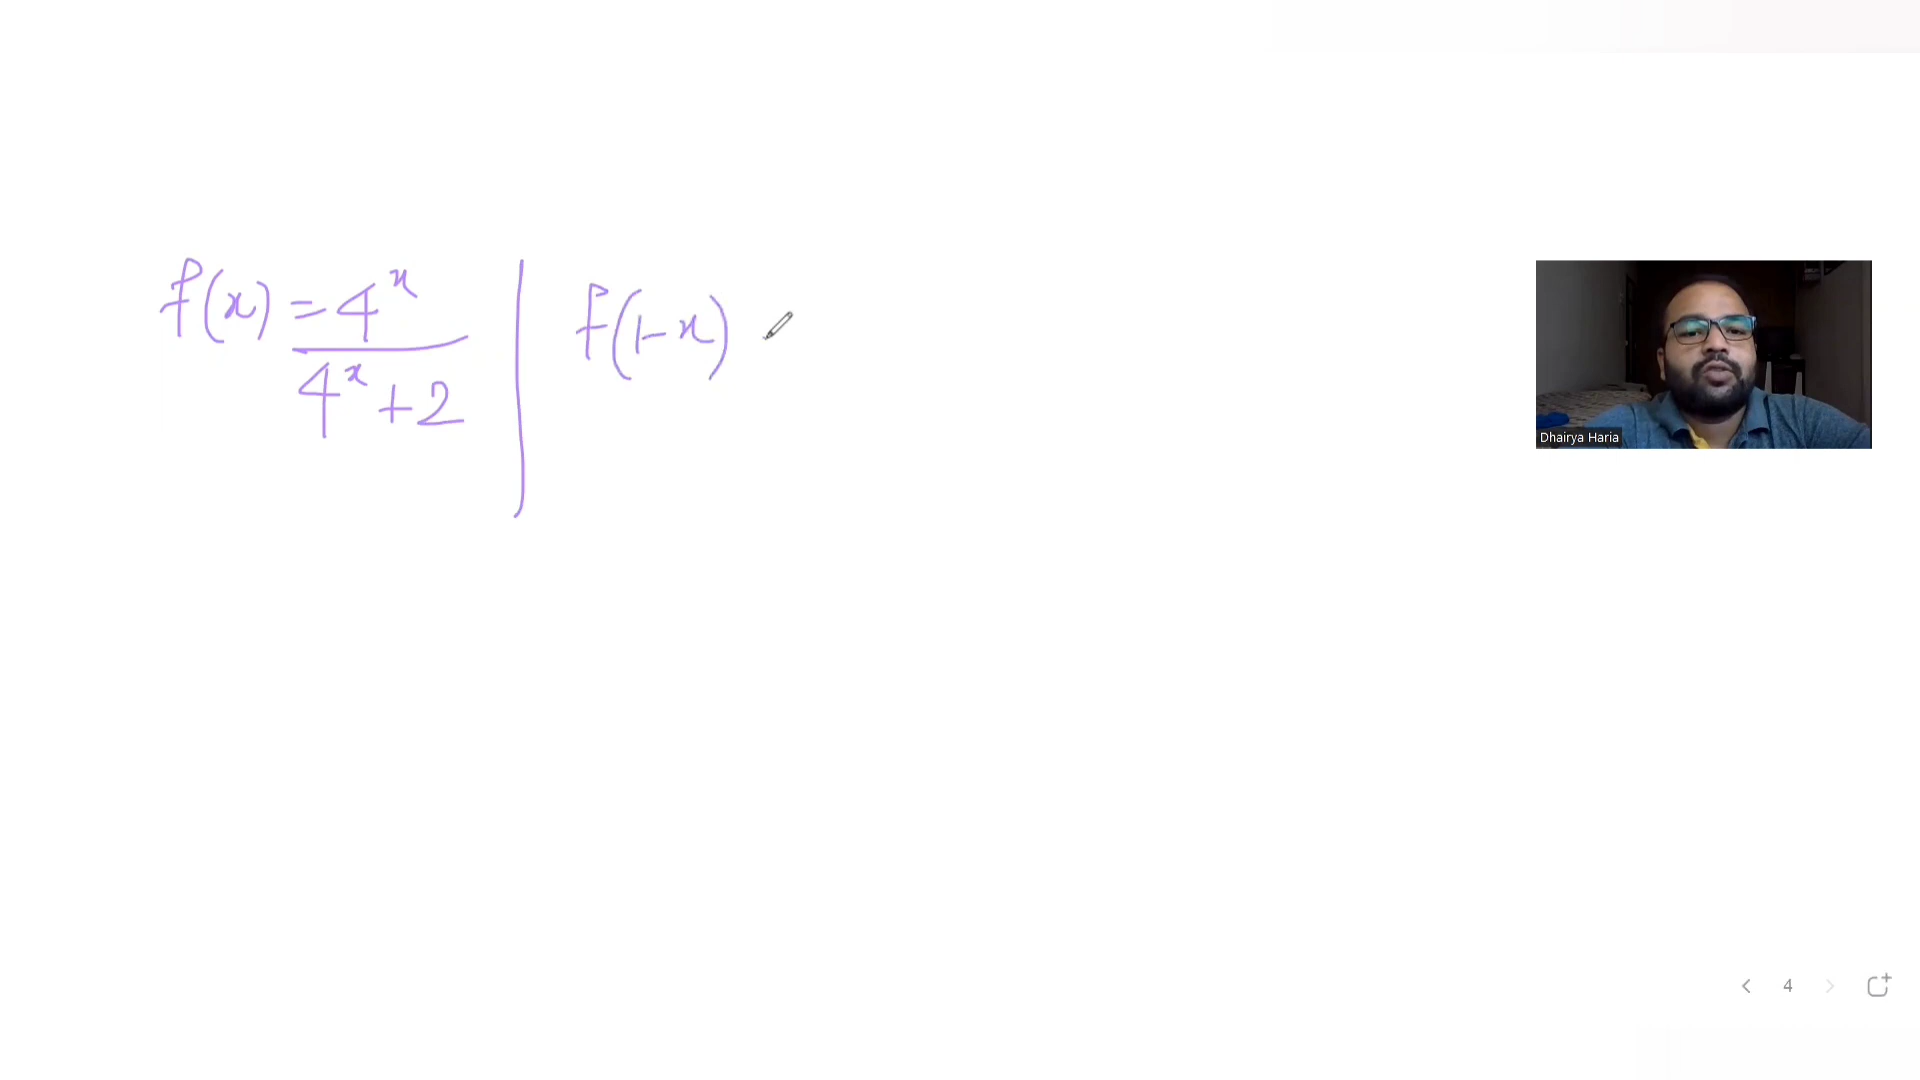 f(x) = 4^x / 4^x + 2
f(1-x)
Dhairya Haria
4